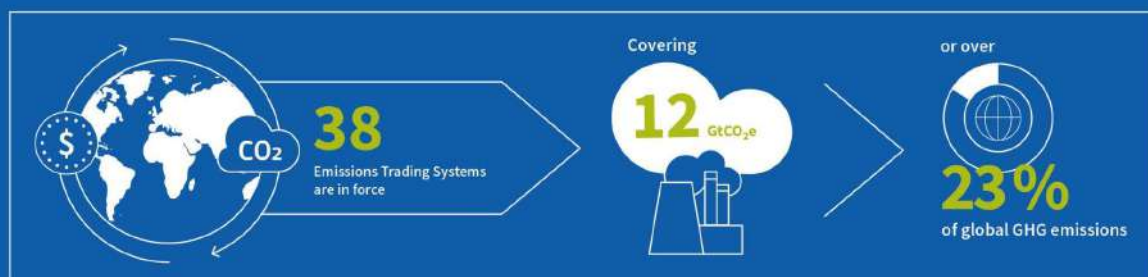 $
CO₂
38
Emissions Trading Systems
are in force
Covering
12 GtCO₂e
or over
23%
of global GHG emissions